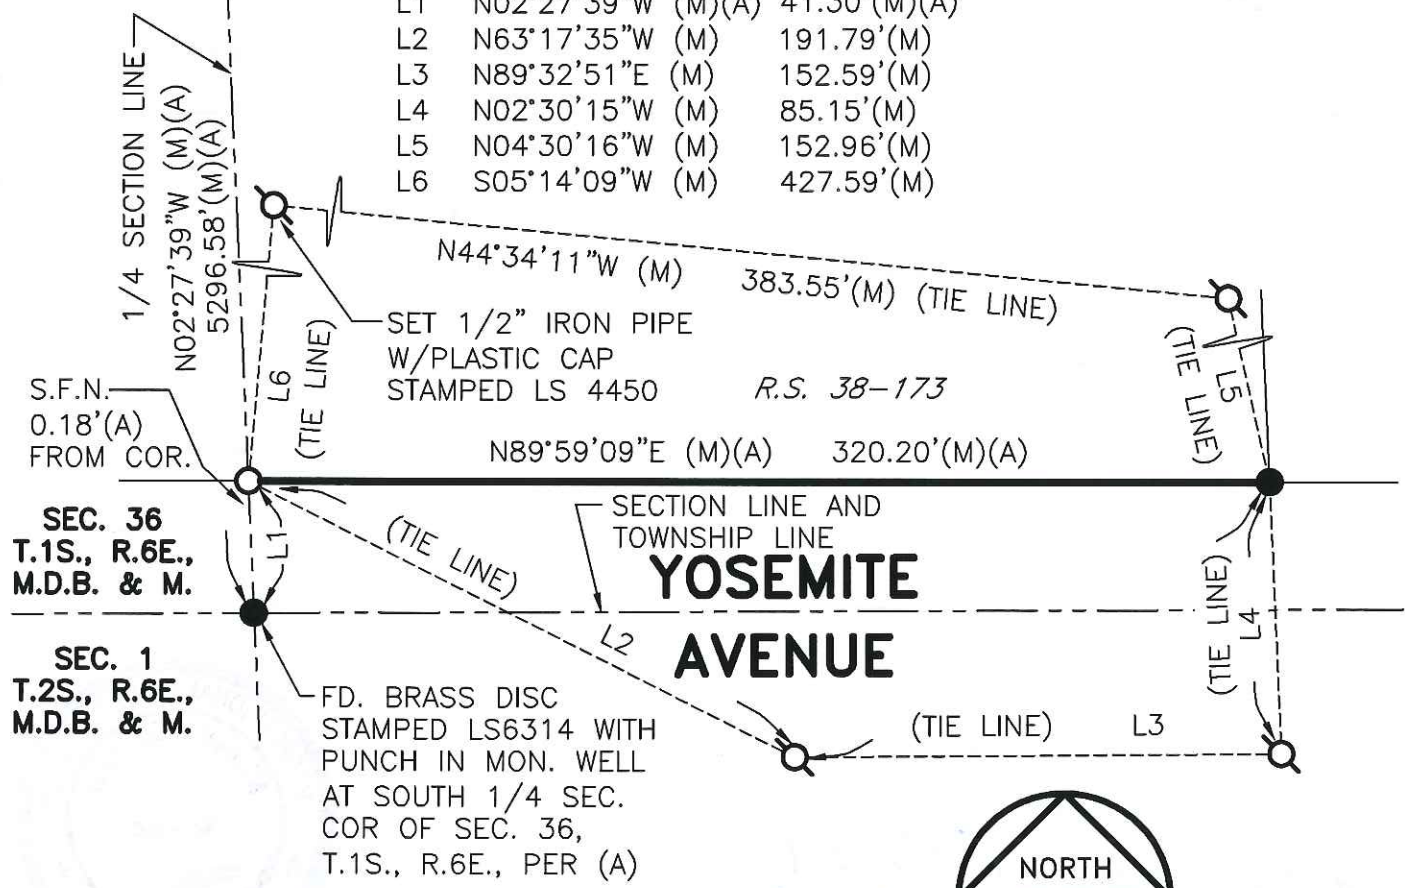 L1 N02°27'39"W (M)(A) 41.30'(M)(A)
L2 N63°17'35"W (M) 191.79'(M)
L3 N89°32'51"E (M) 152.59'(M)
L4 N02°30'15"W (M) 85.15'(M)
L5 N04°30'16"W (M) 152.96'(M)
L6 S05°14'09"W (M) 427.59'(M)
1/4 SECTION LINE
N02°27'39"W (M)(A)
5296.58'(M)(A)
N44°34'11"W (M) 383.55'(M) (TIE LINE)
SET 1/2" IRON PIPE
W/PLASTIC CAP
STAMPED LS 4450
R.S. 38-173
L6
(TIE LINE)
L5
(TIE LINE)
S.F.N.
0.18'(A)
FROM COR.
N89°59'09"E (M)(A) 320.20'(M)(A)
SECTION LINE AND
TOWNSHIP LINE
SEC. 36
T.1S., R.6E.,
M.D.B. & M.
L1
(TIE LINE)
L2
YOSEMITE
AVENUE
(TIE LINE)
L4
SEC. 1
T.2S., R.6E.,
M.D.B. & M.
FD. BRASS DISC
STAMPED LS6314 WITH
PUNCH IN MON. WELL
AT SOUTH 1/4 SEC.
COR OF SEC. 36,
T.1S., R.6E., PER (A)
(TIE LINE) L3
NORTH